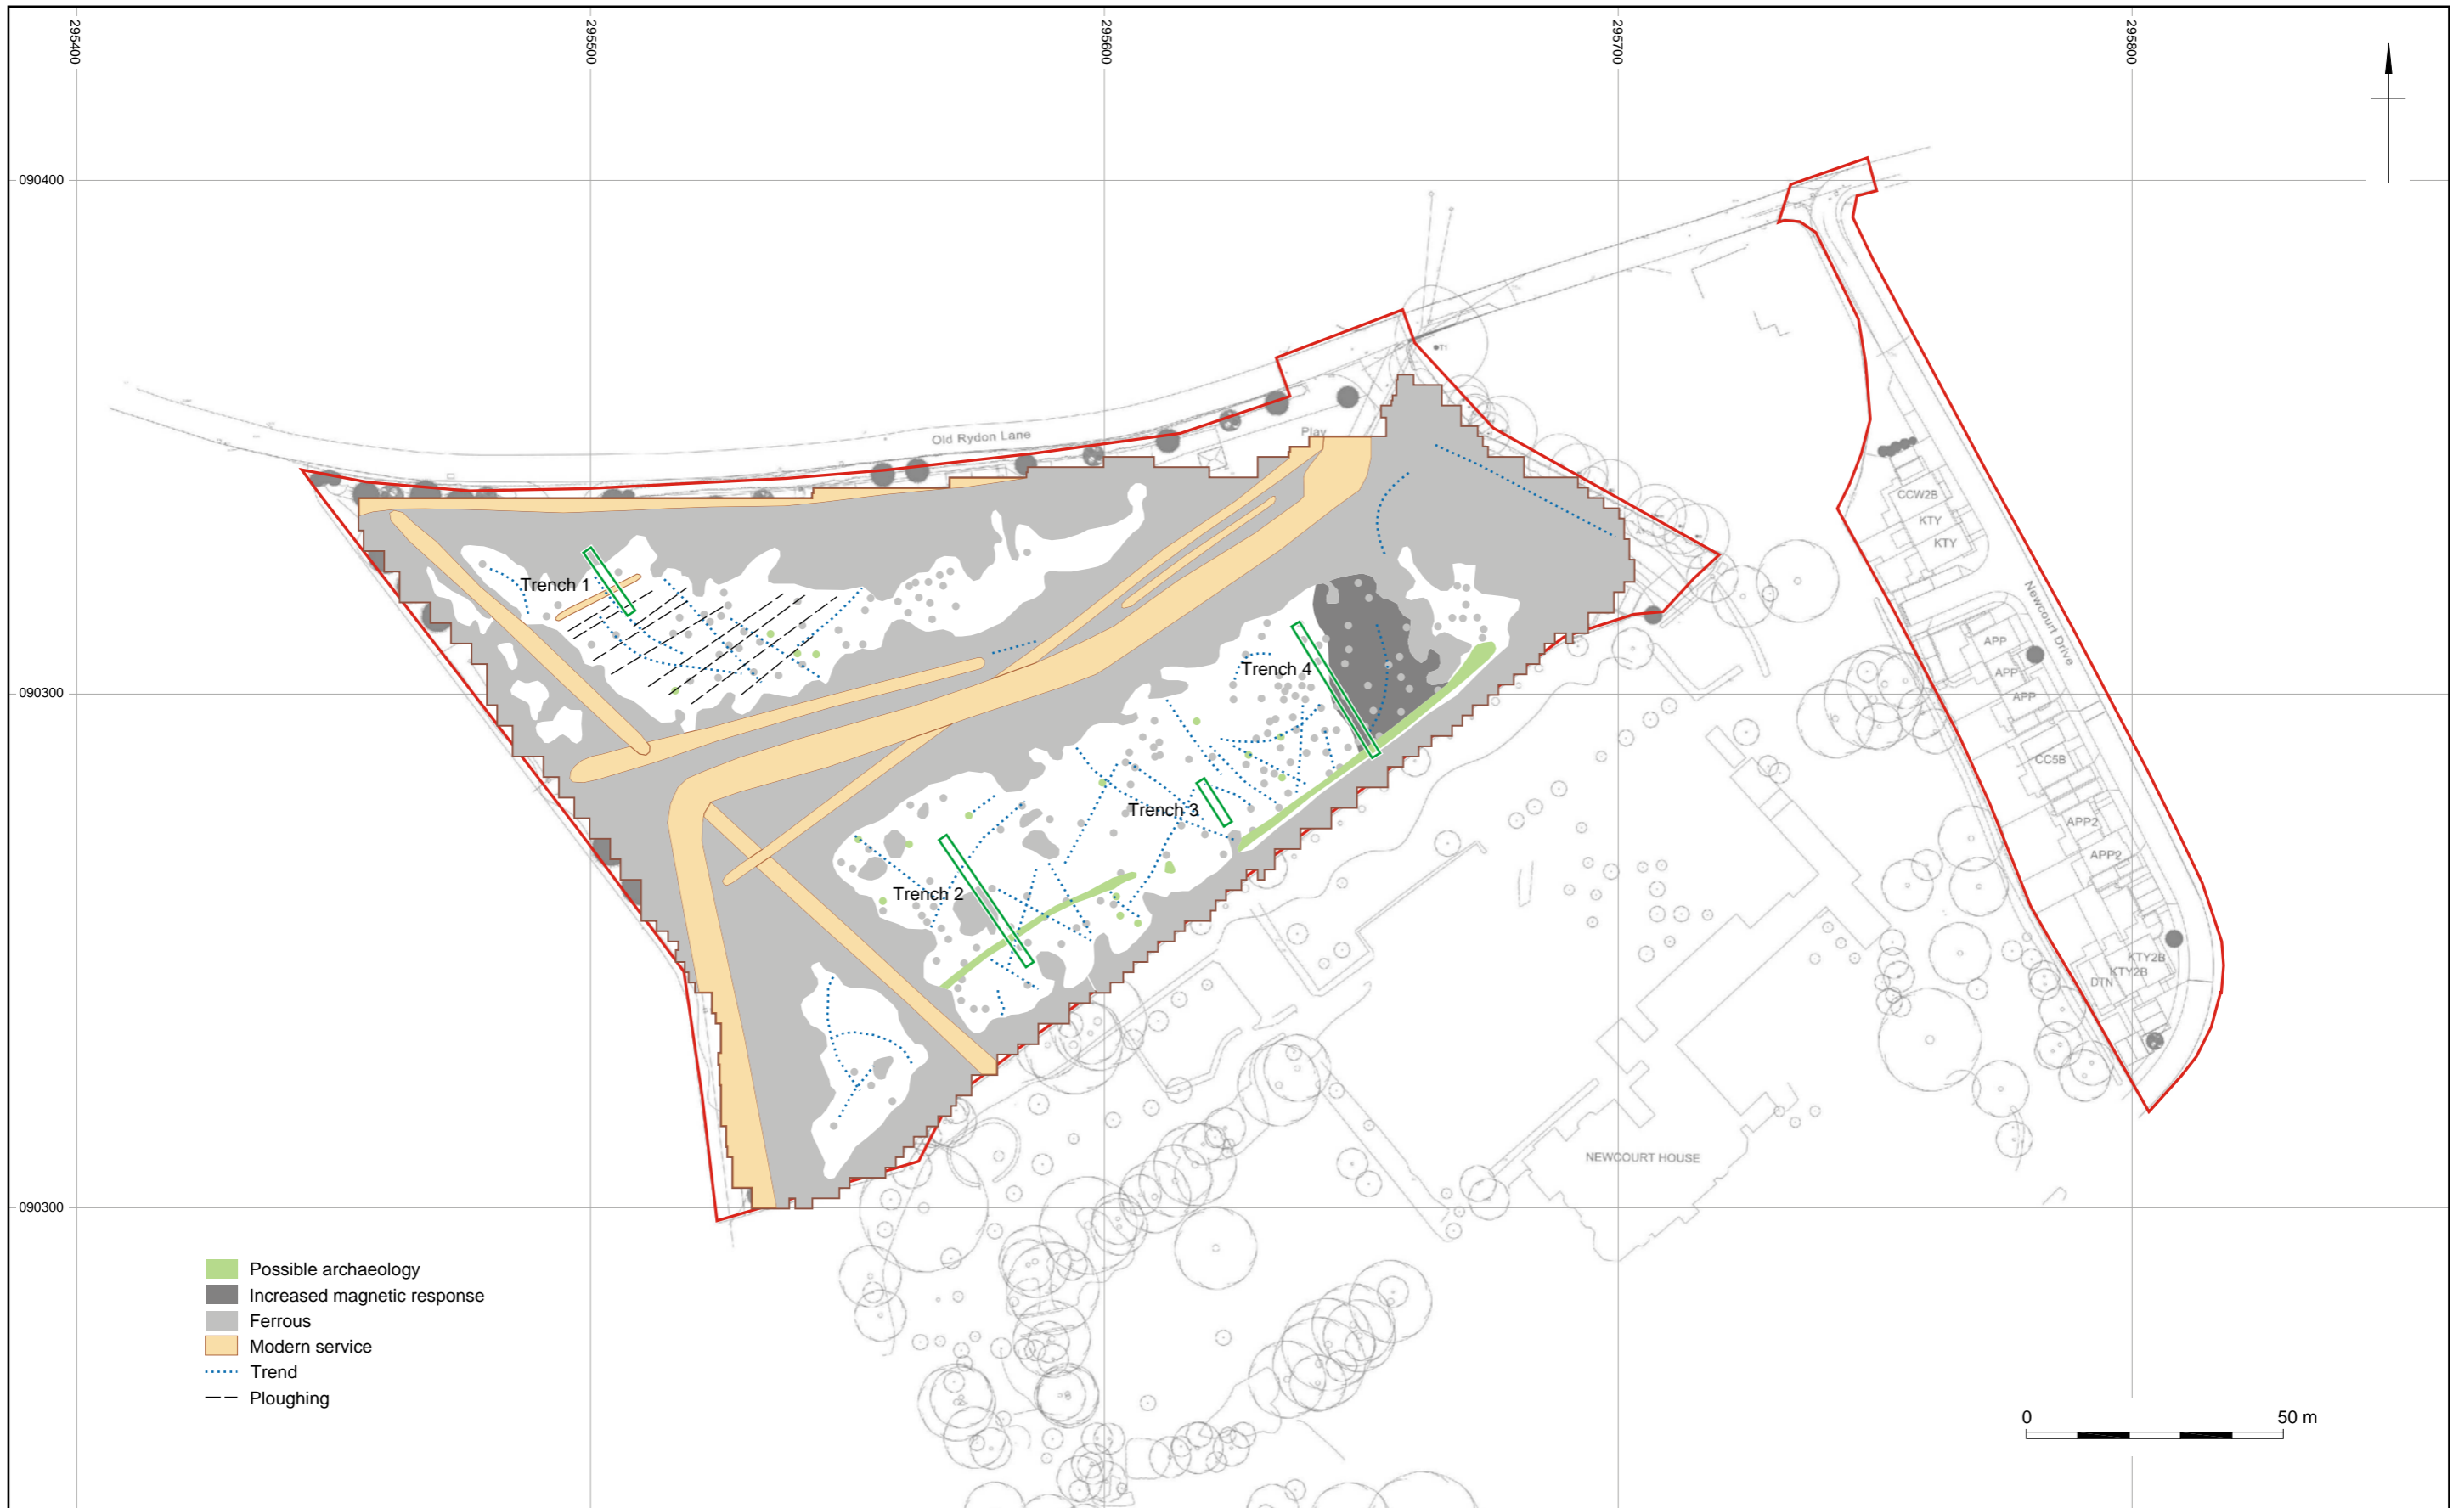 295400
295500
295600
295700
295800
090400
T1
Old Rydon Lane
Play
CCW2B
KTY
KTY
Trench 1
Newcourt Drive
APP
Trench 4
APP
090300
APP
CC5B
Trench 3
APP2
APP2
Trench 2
KTY2B
KTY2B
DTN
NEWCOURT HOUSE
090300
Possible archaeology
Increased magnetic response
Ferrous
Modern service
Trend
Ploughing
0 50 m